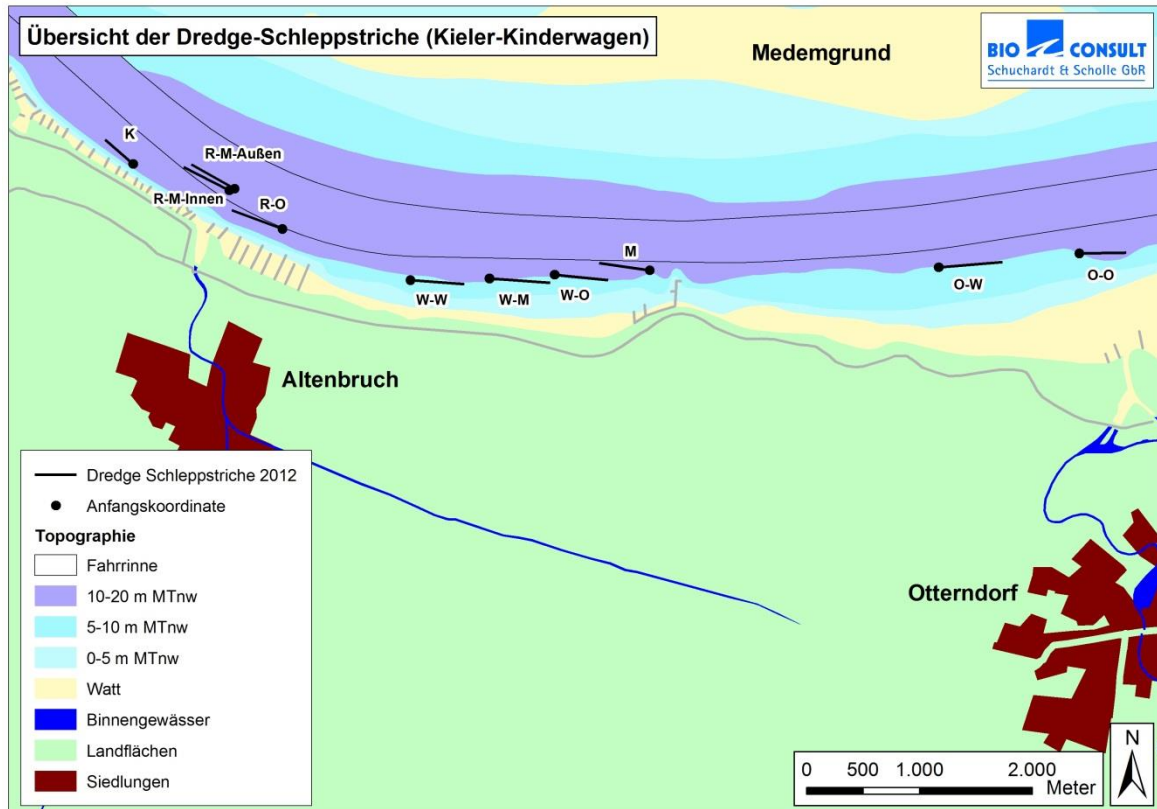 Übersicht der Dredge-Schleppstriche (Kieler-Kinderwagen)
Medemgrund
BIO CONSULT
Schuchardt & Scholle GbR
K
R-M-Außen
R-M-Innen
R-O
M
W-W
W-M
W-O
O-W
O-O
Altenbruch
Otterndorf
Dredge Schleppstriche 2012
Anfangskoordinate
Topographie
Fahrrinne
10-20 m MTnw
5-10 m MTnw
0-5 m MTnw
Watt
Binnengewässer
Landflächen
Siedlungen
0 500 1.000 2.000
Meter
N